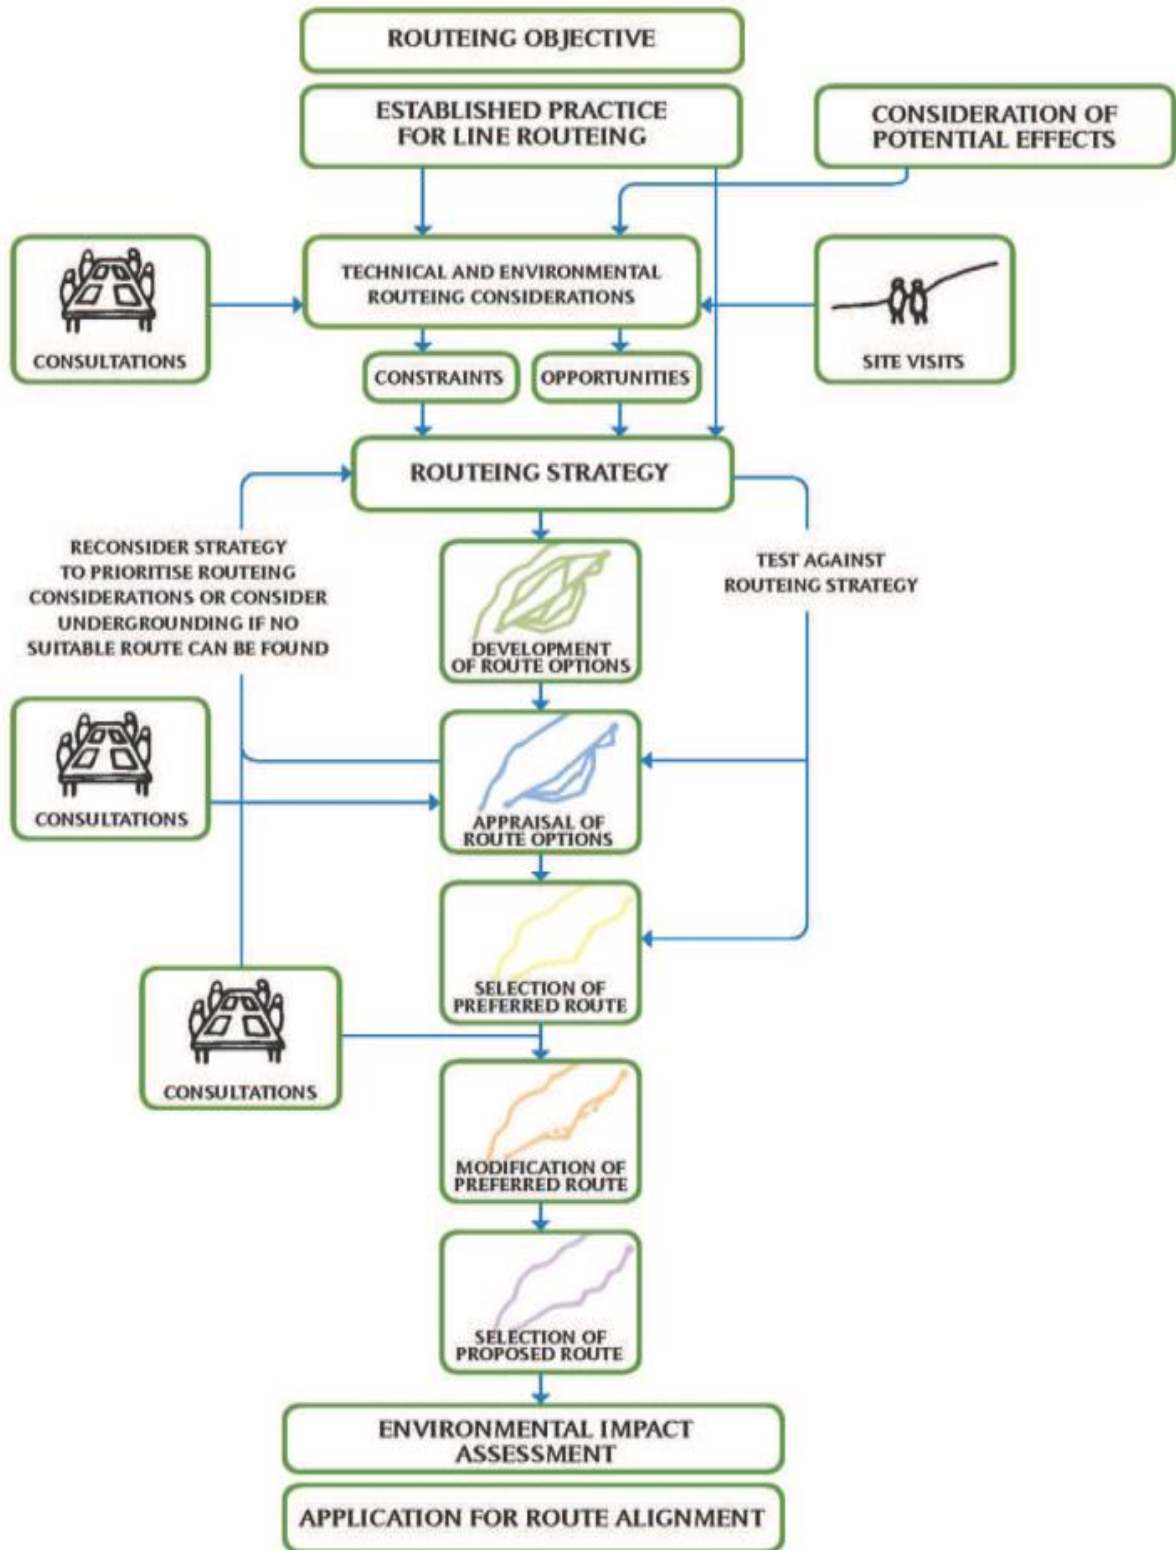 ROUTEING OBJECTIVE
ESTABLISHED PRACTICE
FOR LINE ROUTEING
CONSIDERATION OF
POTENTIAL EFFECTS
CONSULTATIONS
TECHNICAL AND ENVIRONMENTAL
ROUTEING CONSIDERATIONS
SITE VISITS
CONSTRAINTS
OPPORTUNITIES
ROUTEING STRATEGY
RECONSIDER STRATEGY
TO PRIORITISE ROUTEING
CONSIDERATIONS OR CONSIDER
UNDERGROUNDING IF NO
SUITABLE ROUTE CAN BE FOUND
TEST AGAINST
ROUTEING STRATEGY
DEVELOPMENT
OF ROUTE OPTIONS
CONSULTATIONS
APPRAISAL OF
ROUTE OPTIONS
SELECTION OF
PREFERRED ROUTE
CONSULTATIONS
MODIFICATION OF
PREFERRED ROUTE
SELECTION OF
PROPOSED ROUTE
ENVIRONMENTAL IMPACT
ASSESSMENT
APPLICATION FOR ROUTE ALIGNMENT